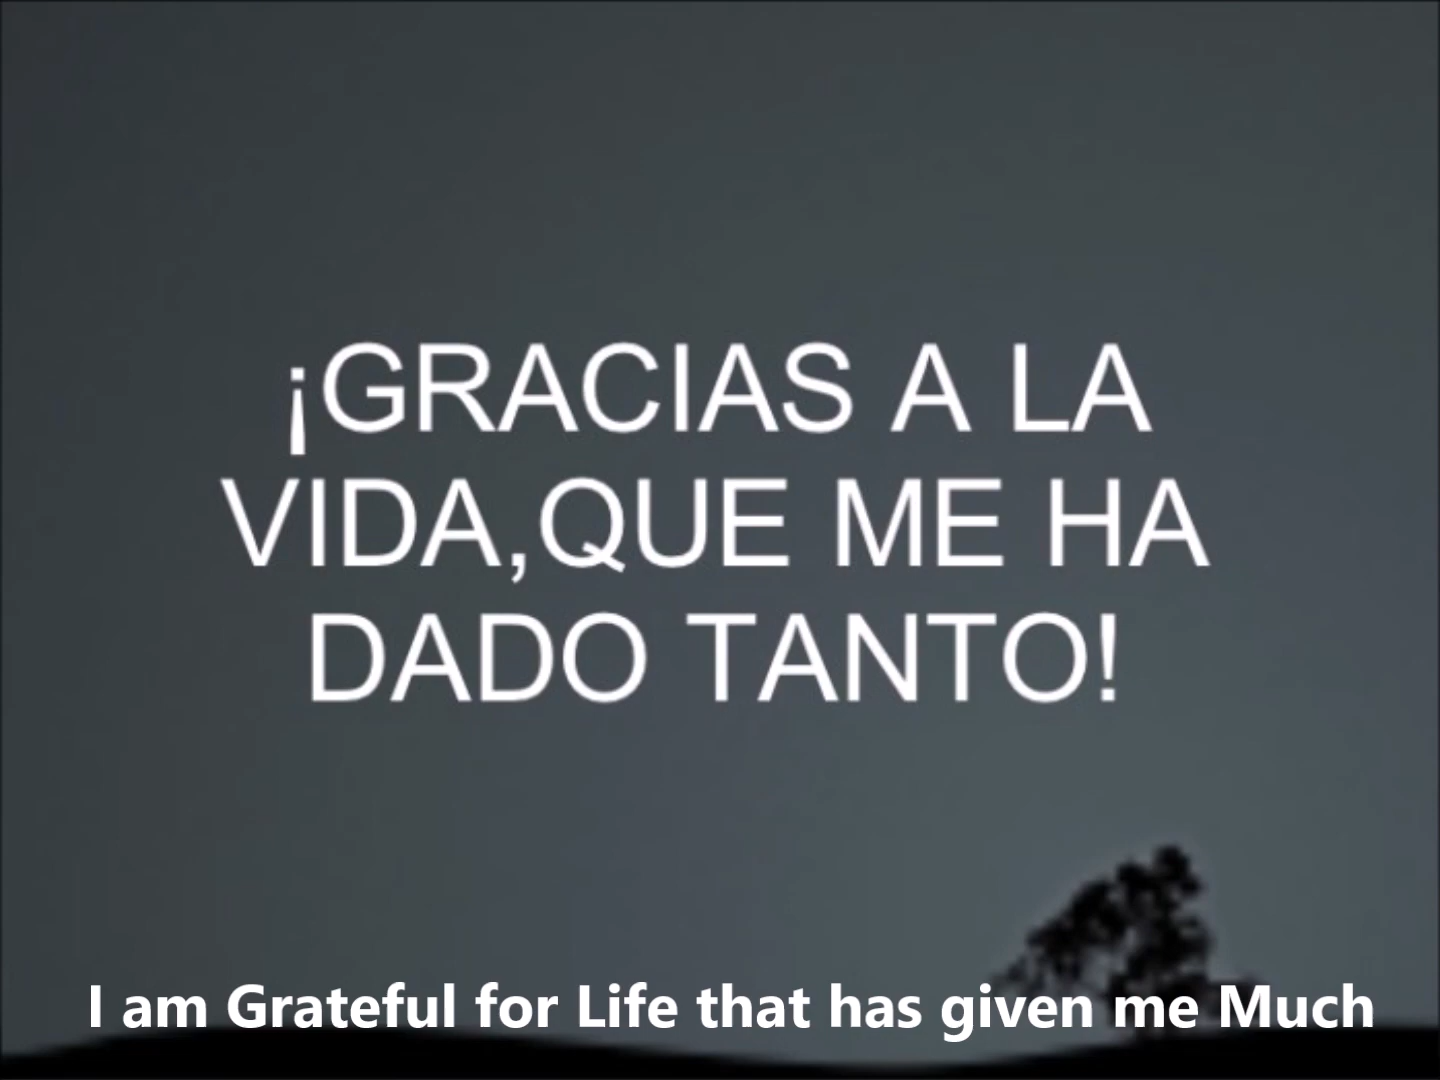 ¡GRACIAS A LA
VIDA,QUE ME HA
DADO TANTO!
I am Grateful for Life that has given me Much